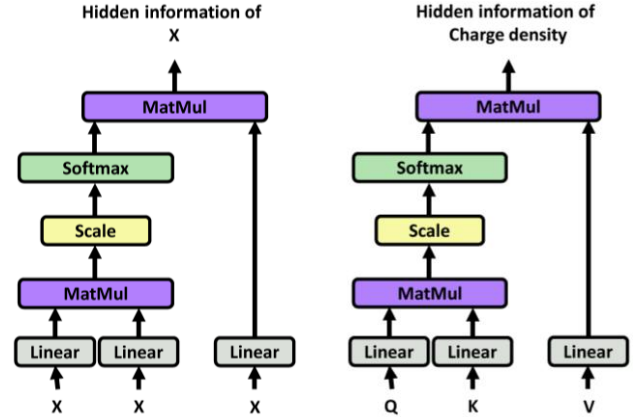 Hidden information of
X
MatMul
Softmax
Scale
MatMul
Linear
Linear
Linear
X
X
X
Hidden information of
Charge density
MatMul
Softmax
Scale
MatMul
Linear
Linear
Linear
Q
K
V